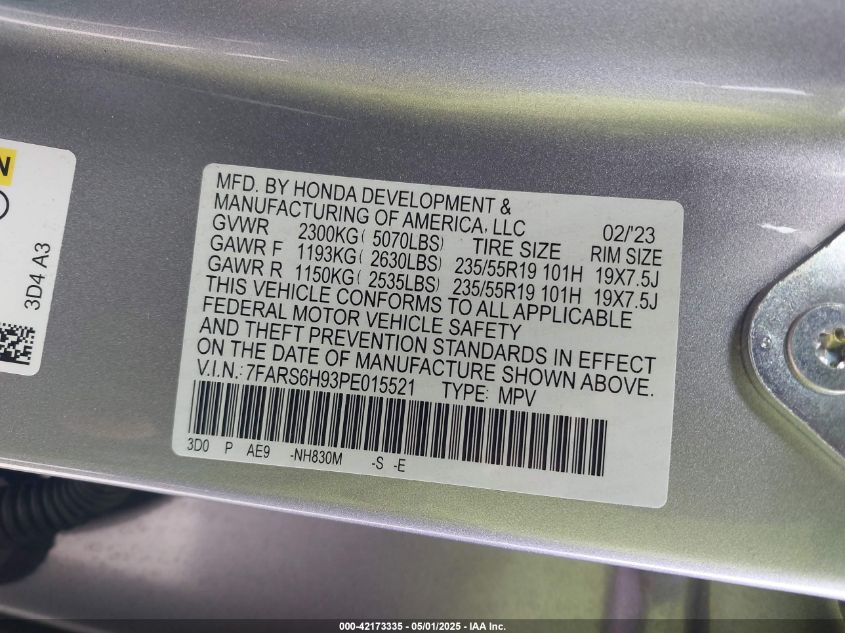 N
3D4 A3
MFD. BY HONDA DEVELOPMENT &
MANUFACTURING OF AMERICA, LLC 02/'23
GVWR 2300KG( 5070LBS) TIRE SIZE RIM SIZE
GAWR F 1193KG( 2630LBS) 235/55R19 101H 19X7.5J
GAWR R 1150KG( 2535LBS) 235/55R19 101H 19X7.5J
THIS VEHICLE CONFORMS TO ALL APPLICABLE
FEDERAL MOTOR VEHICLE SAFETY
AND THEFT PREVENTION STANDARDS IN EFFECT
ON THE DATE OF MANUFACTURE SHOWN ABOVE.
V.I.N.: 7FARS6H93PE015521 TYPE: MPV
3D0 P AE9 -NH830M -S -E
000-42173335 - 05/01/2025 - IAA Inc.